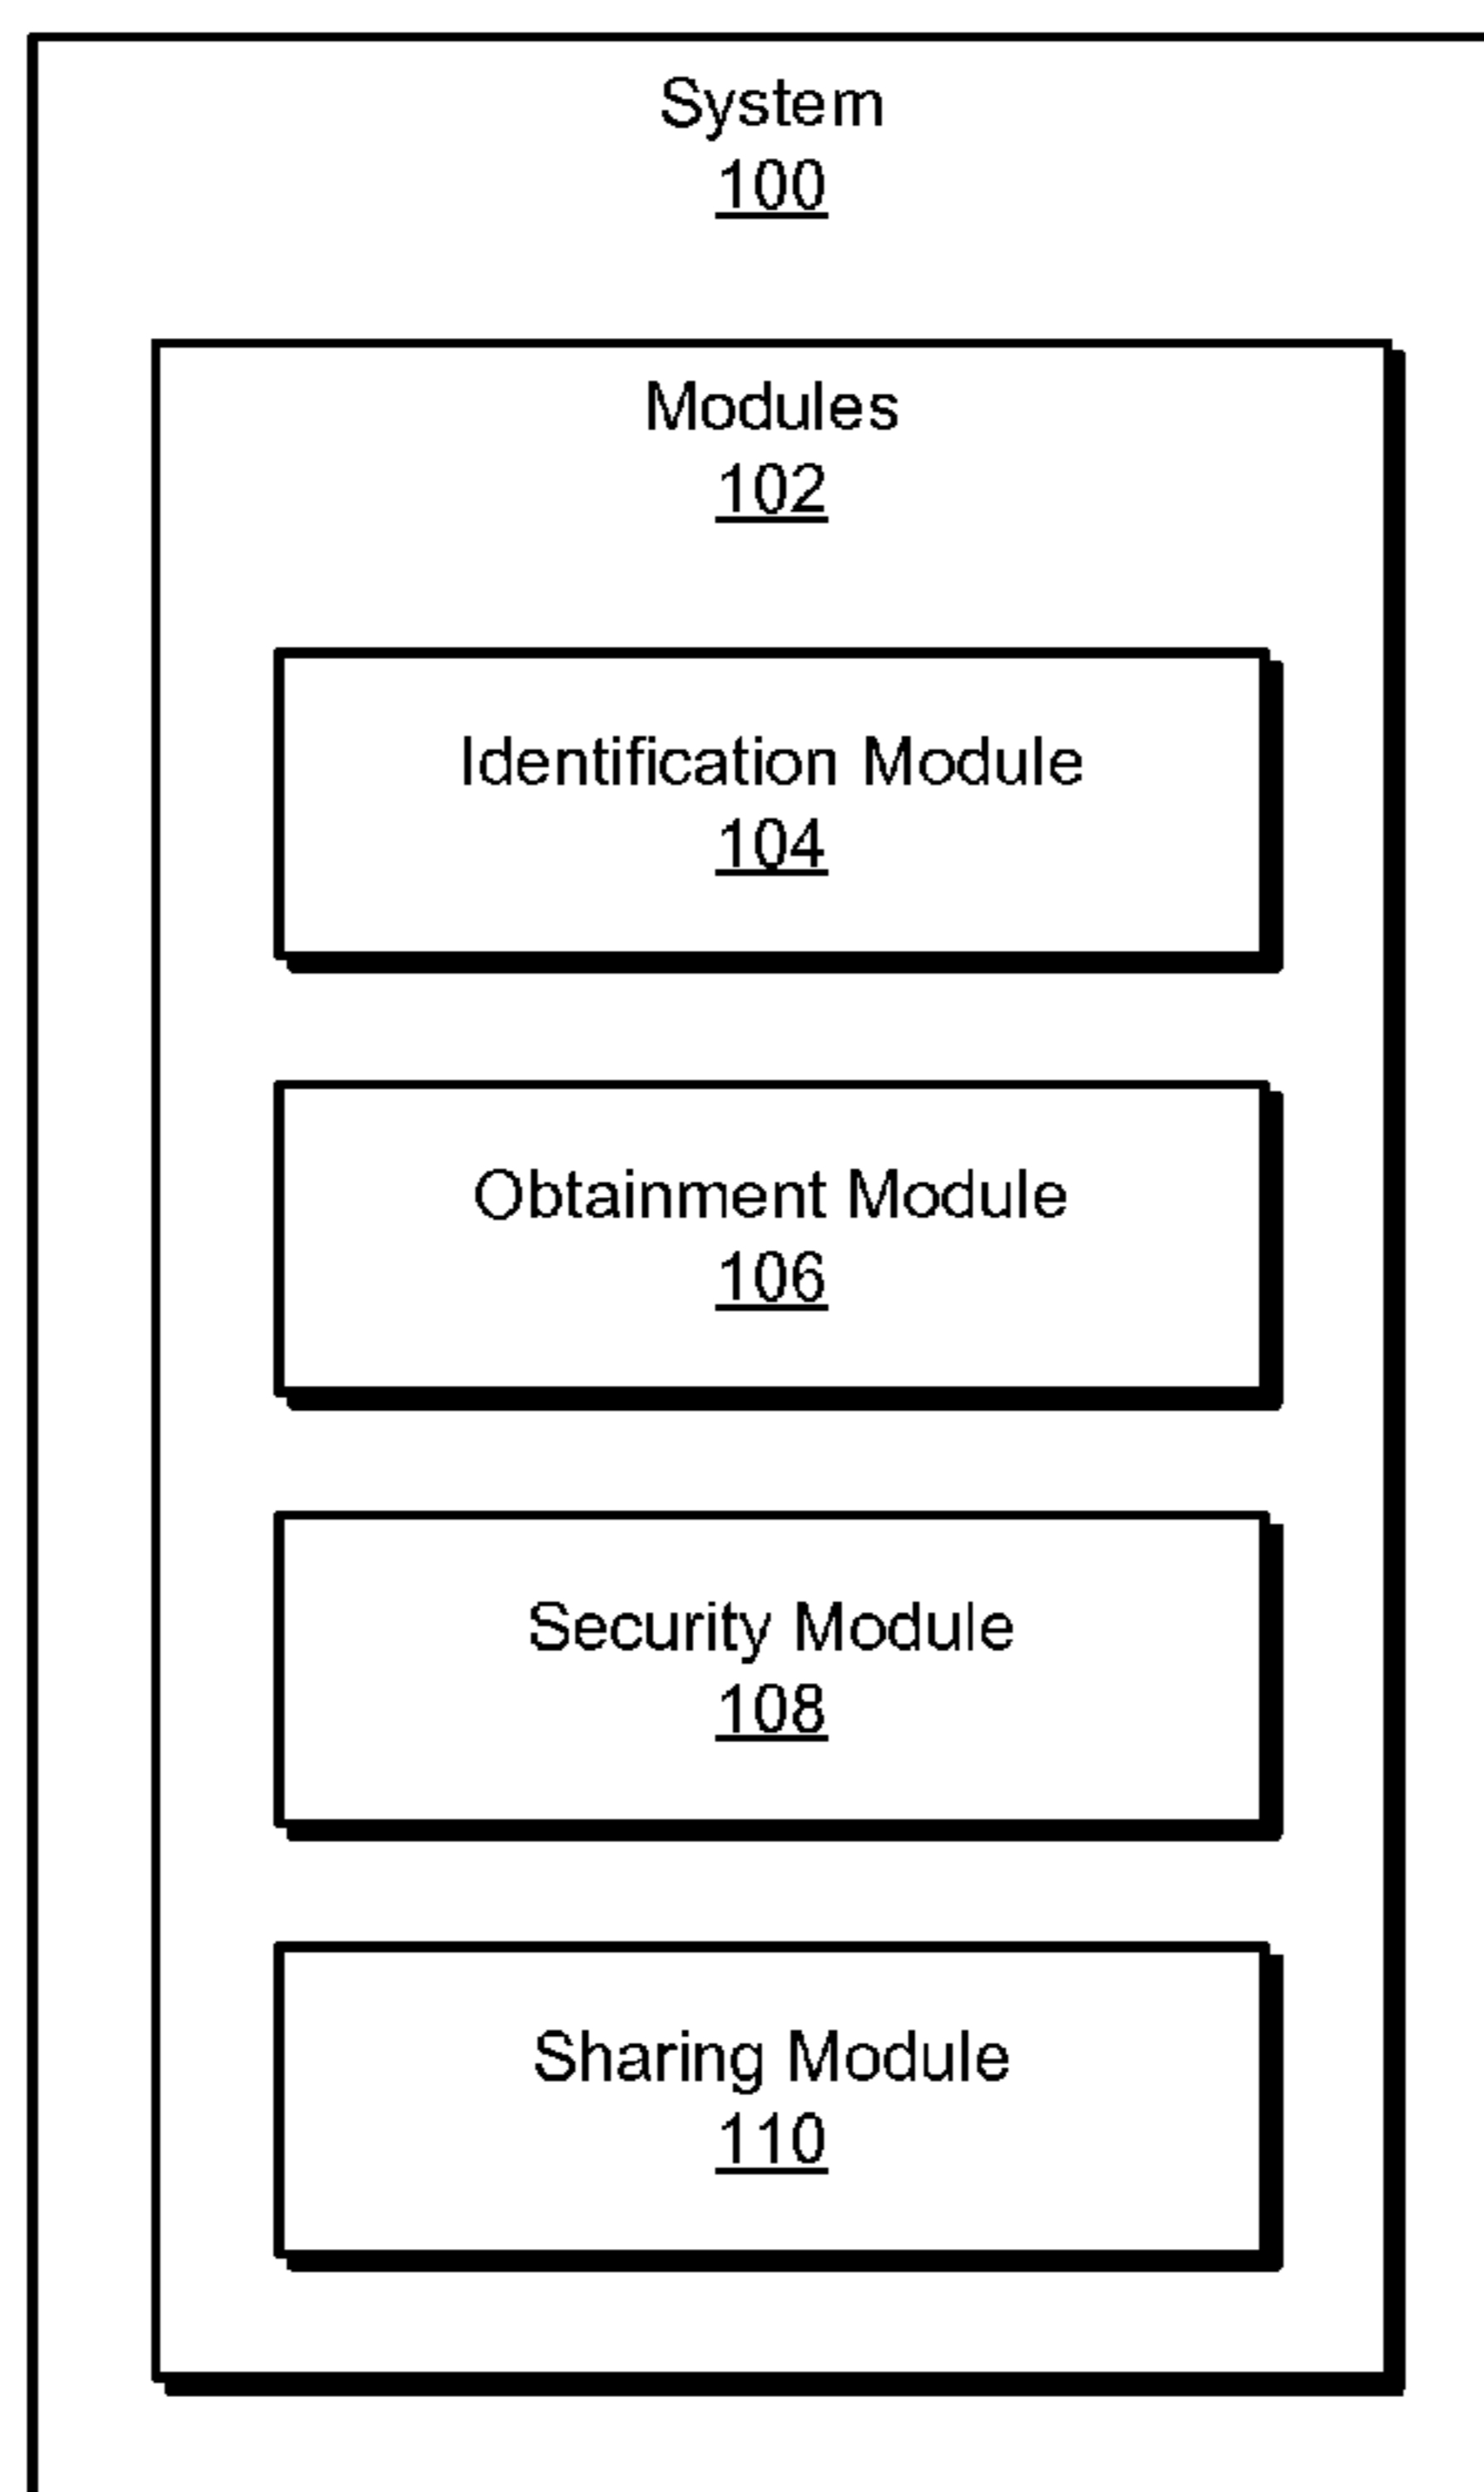 System
100
Modules
102
Identification Module
104
Obtainment Module
106
Security Module
108
Sharing Module
110